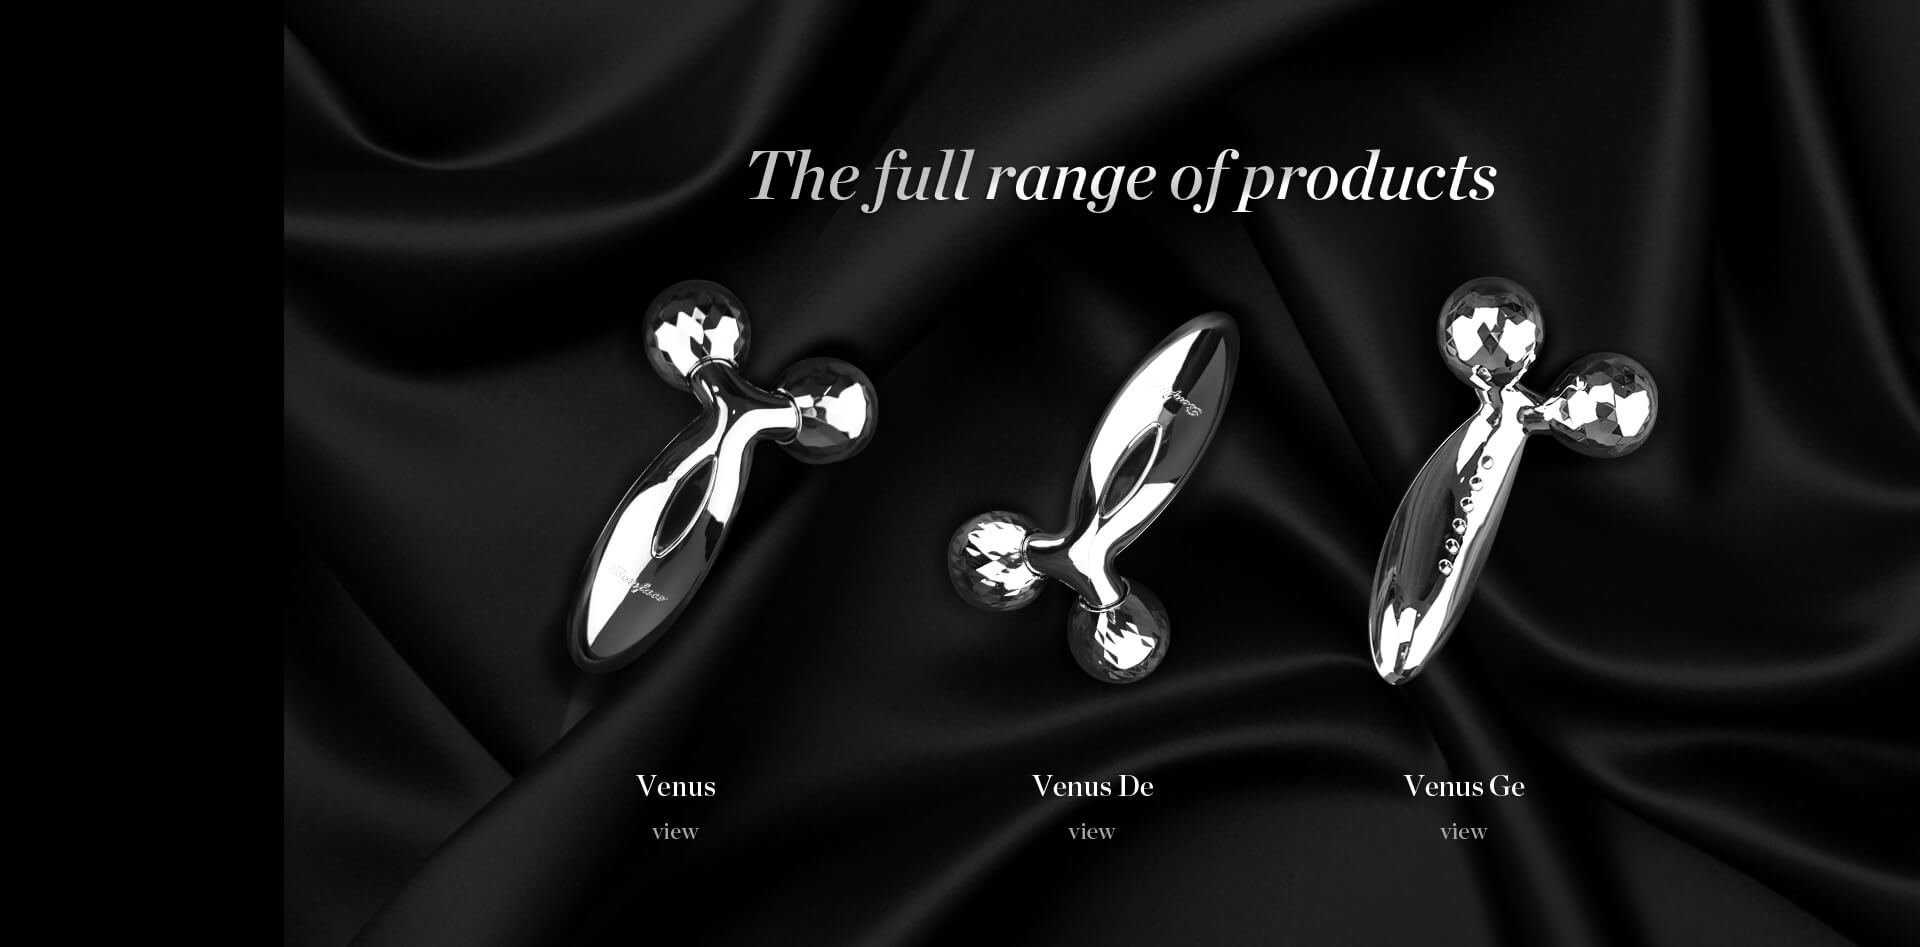 The full range of products
Venus
view
Venus De
view
Venus Ge
view